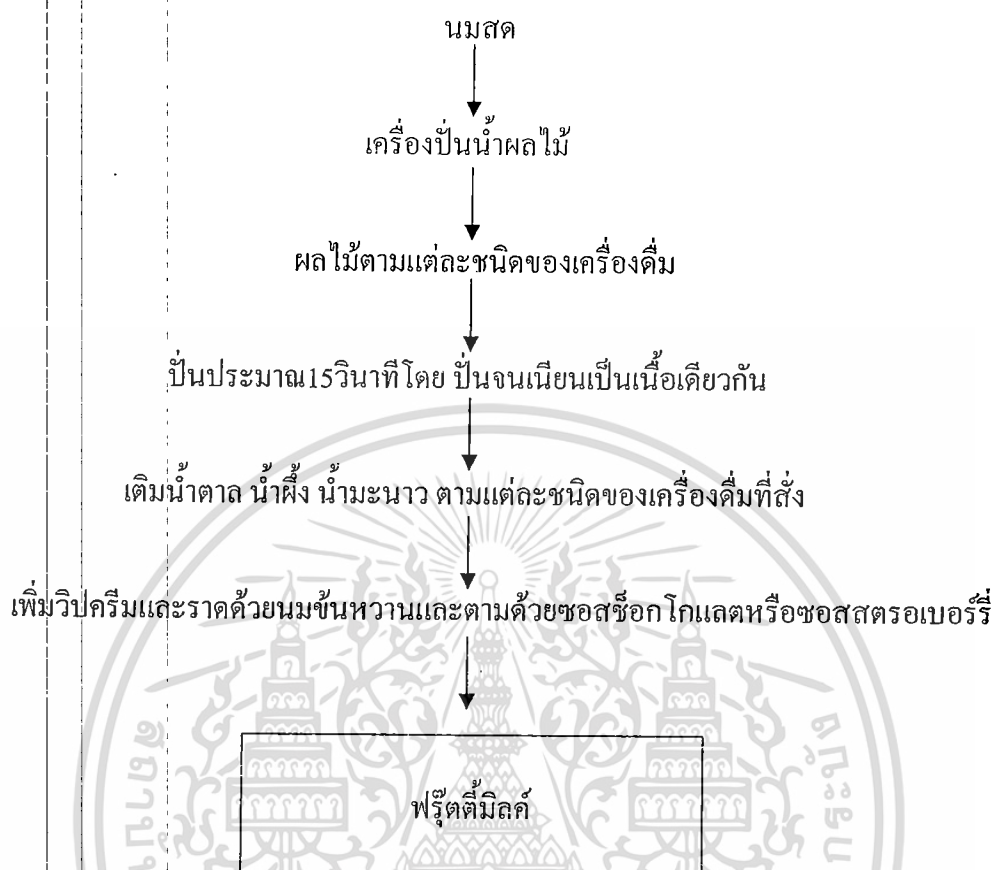 นมสด
เครื่องปั่นน้ำผลไม้
ผลไม้ตามแต่ละชนิดของเครื่องดื่ม
ปั่นประมาณ15วินาทีโดย ปั่นจนเนียนเป็นเนื้อเดียวกัน
เติมน้ำตาล น้ำผึ้ง น้ำมะนาว ตามแต่ละชนิดของเครื่องดื่มที่สั่ง
เพิ่มวิปครีมและราดด้วยนมข้นหวานและตามด้วยซอสช็อกโกแลตหรือซอสสตรอเบอร์รี่
ฟรุ๊ตตี้มิลค์